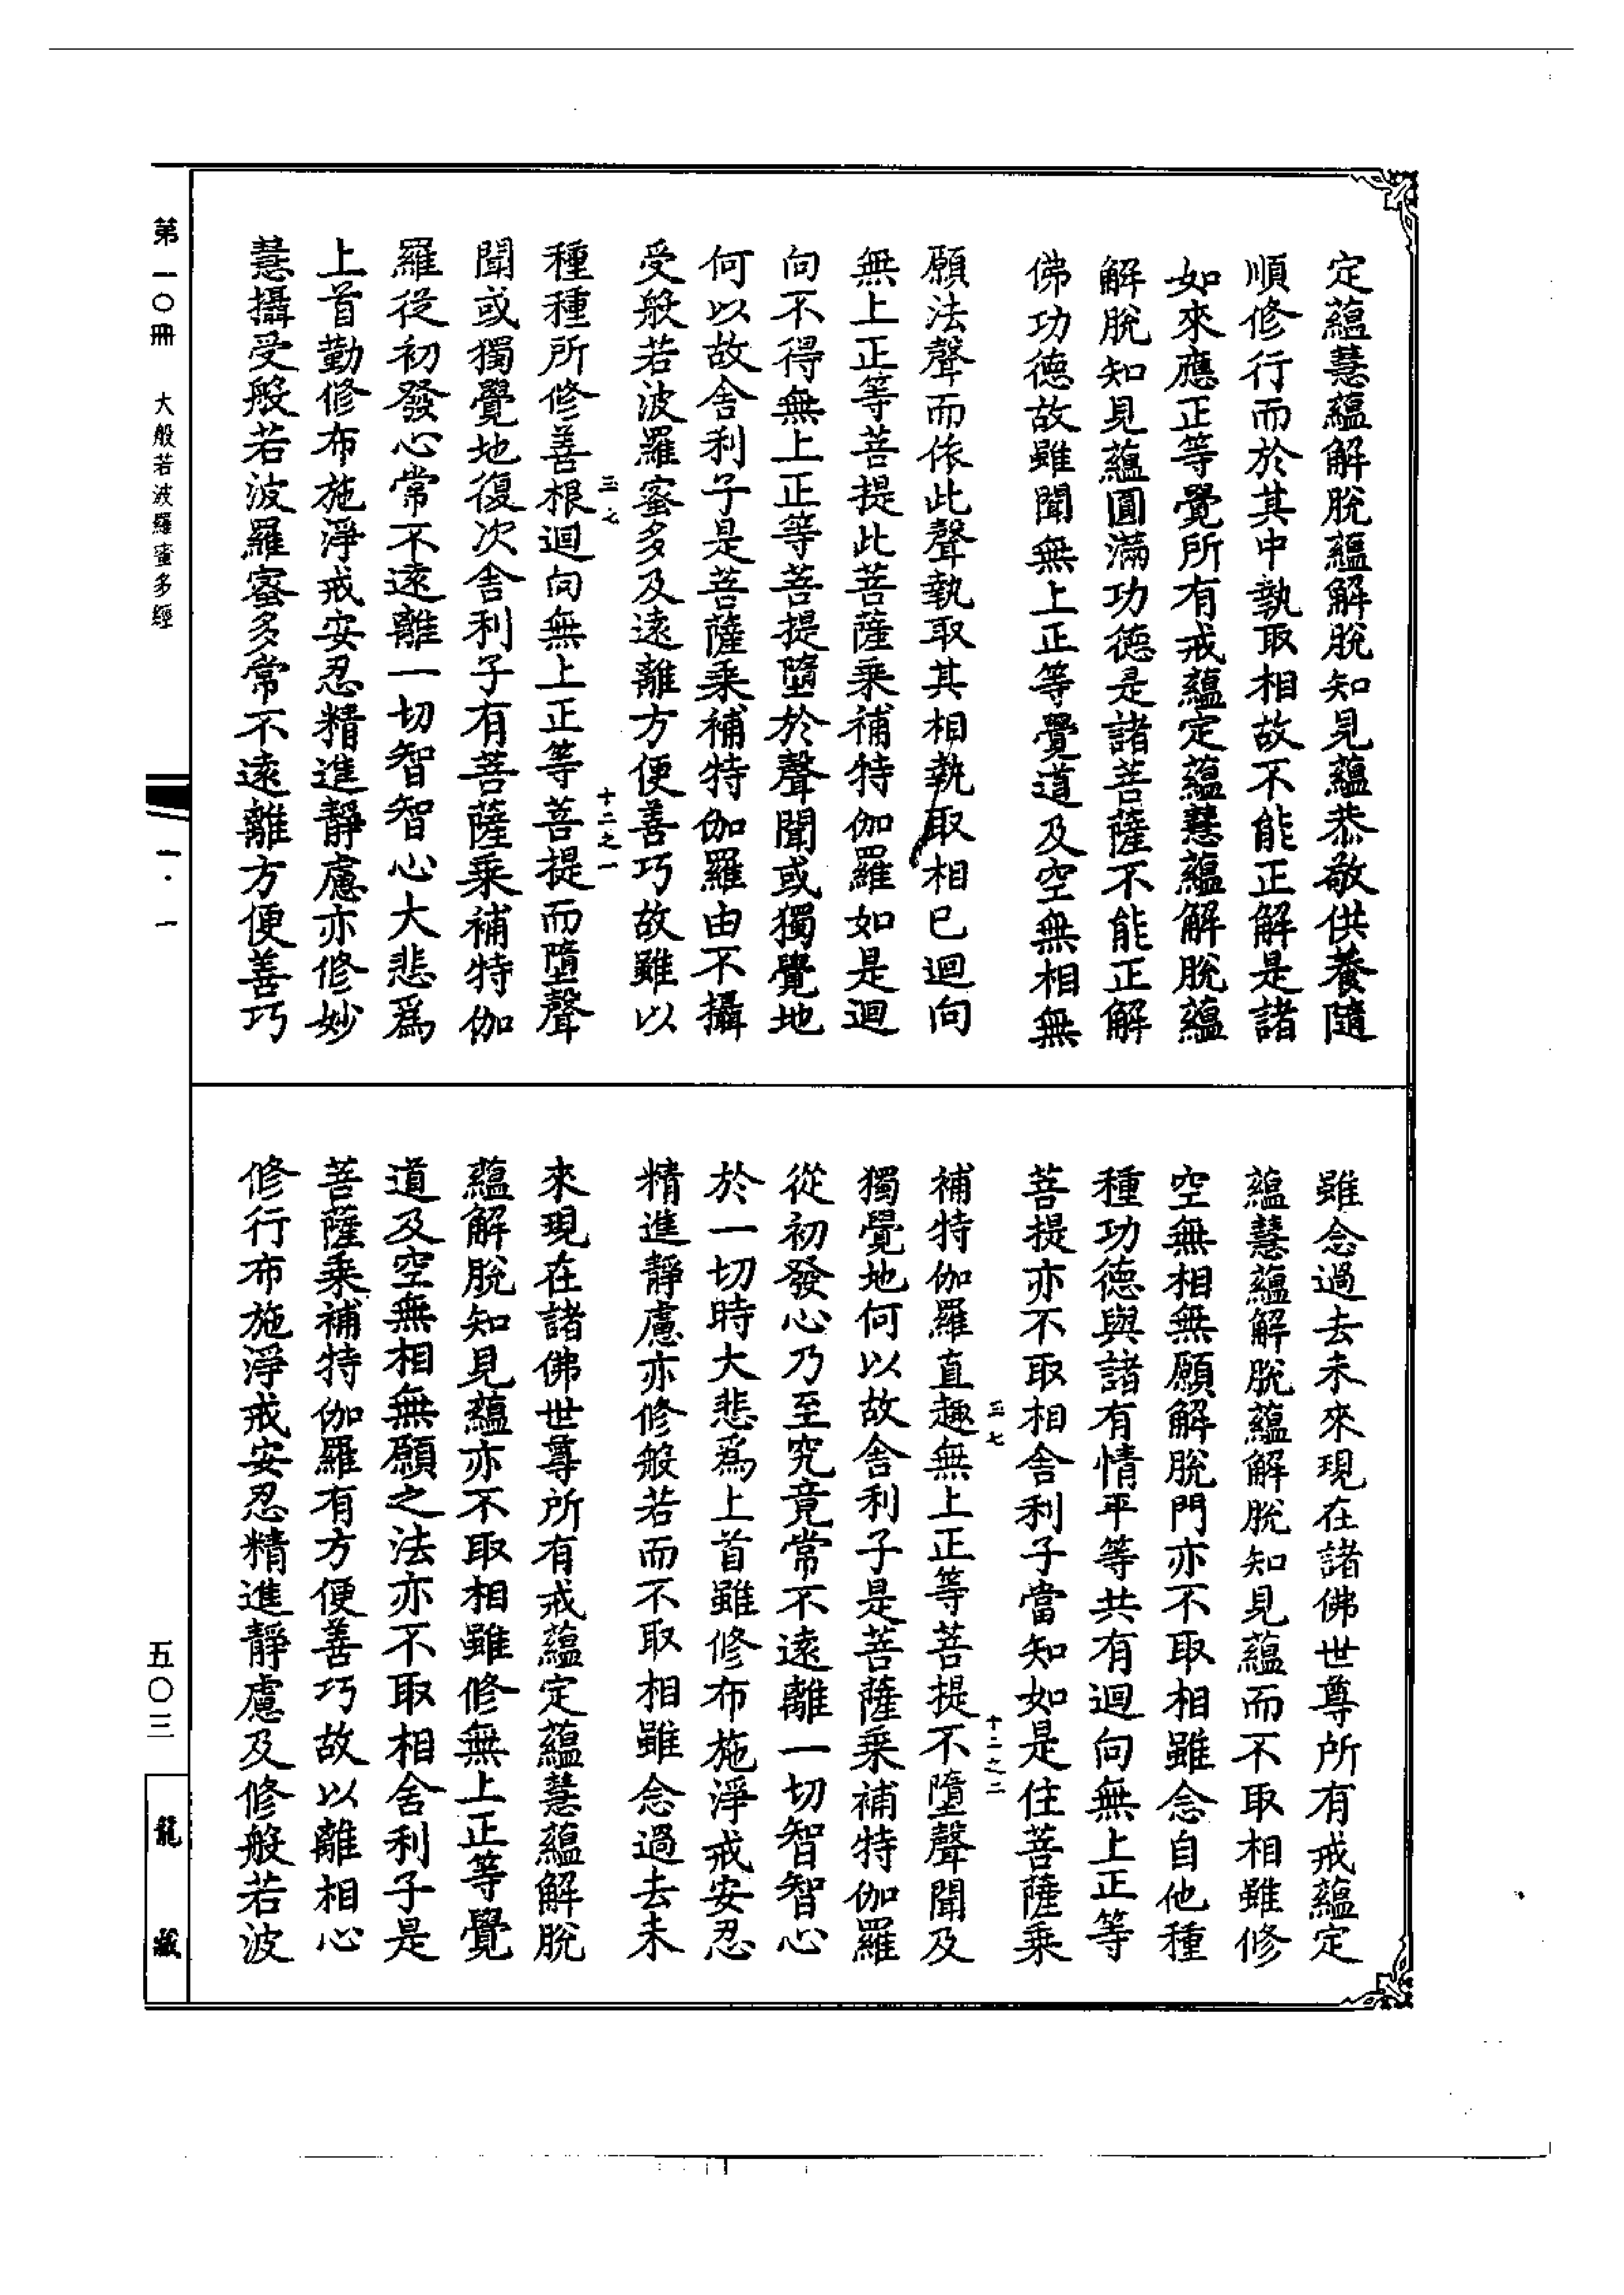 定蘊慧蘊解脫蘊解脫知見蘊恭敬供養隨
順修行而於其中執取相故不能正解是諸
如來應正等覺所有戒蘊定蘊慧蘊解脫蘊
解脫知見蘊圓滿功德是諸菩薩不能正解
佛功德故雖聞無上正等覺道及空無相無
願法聲而依此聲執取其相執取相已迴向
無上正等菩提此菩薩乘補特伽羅如是迴
向不得無上正等菩提墮於聲聞或獨覺地
何以故舍利子是菩薩乘補特伽羅由不攝
受般若波羅蜜多及遠離方便善巧故雖以
三七
十二之一
種種所修善根迴向無上正等菩提而墮聲
聞或獨覺地復次舍利子有菩薩乘補特伽
羅從初發心常不遠離一切智智心大悲爲
上首勤修布施淨戒安忍精進靜慮亦修妙
慧攝受般若波羅蜜多常不遠離方便善巧
雖念過去未來現在諸佛世尊所有戒蘊定
蘊慧蘊解脫蘊解脫知見蘊而不取相雖修
空無相無願解脫門亦不取相雖念自他種
種功德與諸有情平等共有迴向無上正等
菩提亦不取相舍利子當知如是住菩薩乘
三七
十二之二
補特伽羅直趣無上正等菩提不墮聲聞及
獨覺地何以故舍利子是菩薩乘補特伽羅
從初發心乃至究竟常不遠離一切智智心
於一切時大悲爲上首雖修布施淨戒安忍
精進靜慮亦修般若而不取相雖念過去未
來現在諸佛世尊所有戒蘊定蘊慧蘊解脫
蘊解脫知見蘊亦不取相雖修無上正等覺
道及空無相無願之法亦不取相舍利子是
菩薩乘補特伽羅有方便善巧故以離相心
修行布施淨戒安忍精進靜慮及修般若波
第一〇冊 大般若波羅蜜多經
一·一
五〇三
龍藏